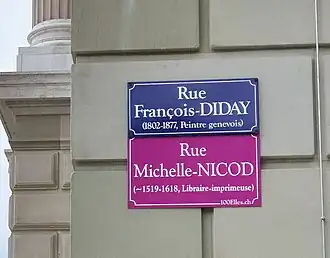 Rue
François-DIDAY
(1802-1877, Peintre genevois)
Rue
Michelle-NICOD
(~1519-1618, Libraire-imprimeuse)
100Elles.ch